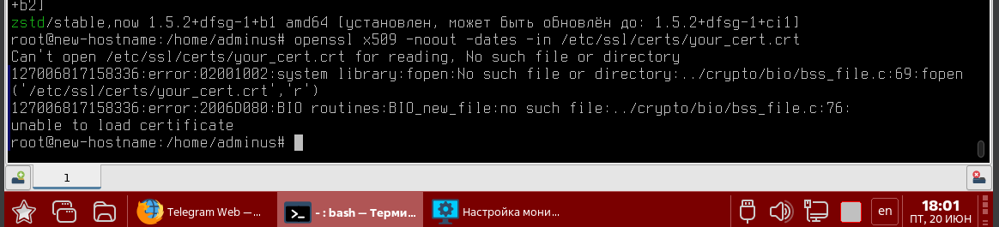 +b2]
zstd/stable,now 1.5.2+dfsg-1+b1 amd64 [установлен, может быть обновлён до: 1.5.2+dfsg-1+ci1]
root@new-hostname:/home/adminus# openssl x509 -noout -dates -in /etc/ssl/certs/your_cert.crt
Can't open /etc/ssl/certs/your_cert.crt for reading, No such file or directory
127006817158336:error:02001002:system library:fopen:No such file or directory:../crypto/bio/bss_file.c:69:fopen
('/etc/ssl/certs/your_cert.crt','r')
127006817158336:error:2006D080:BIO routines:BIO_new_file:no such file:../crypto/bio/bss_file.c:76:
unable to load certificate
root@new-hostname:/home/adminus#
1
Telegram Web —...
- : bash — Терми...
Настройка мони...
en
18:01
ПТ, 20 ИЮН